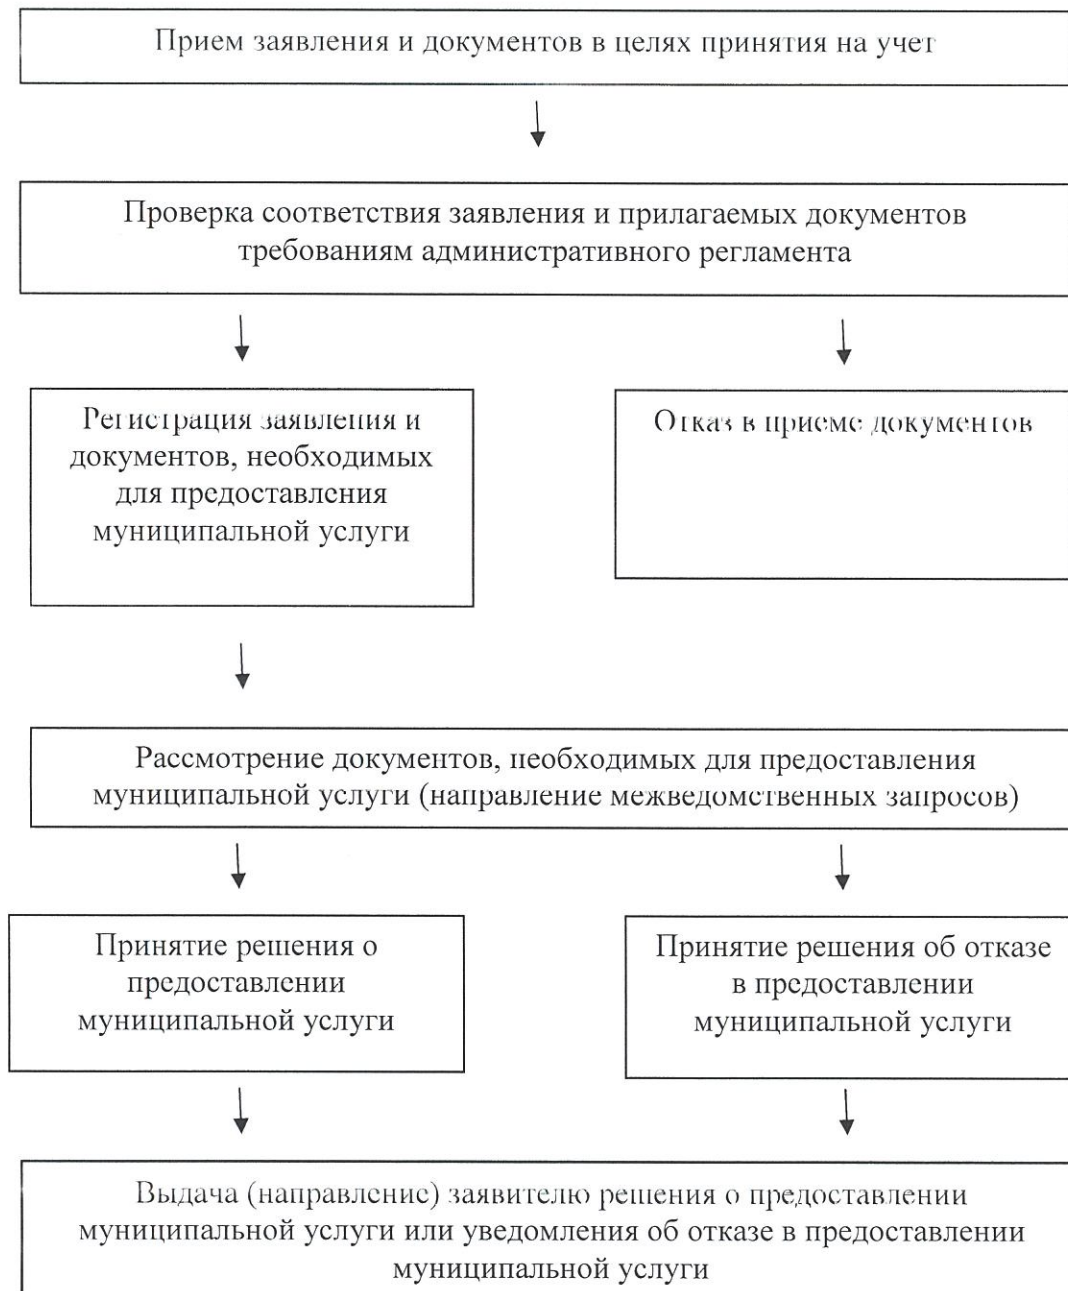 Прием заявления и документов в целях принятия на учет
Проверка соответствия заявления и прилагаемых документов
требованиям административного регламента
Регистрация заявления и
документов, необходимых
для предоставления
муниципальной услуги
Отказ в приеме документов
Рассмотрение документов, необходимых для предоставления
муниципальной услуги (направление межведомственных запросов)
Принятие решения о
предоставлении
муниципальной услуги
Принятие решения об отказе
в предоставлении
муниципальной услуги
Выдача (направление) заявителю решения о предоставлении
муниципальной услуги или уведомления об отказе в предоставлении
муниципальной услуги